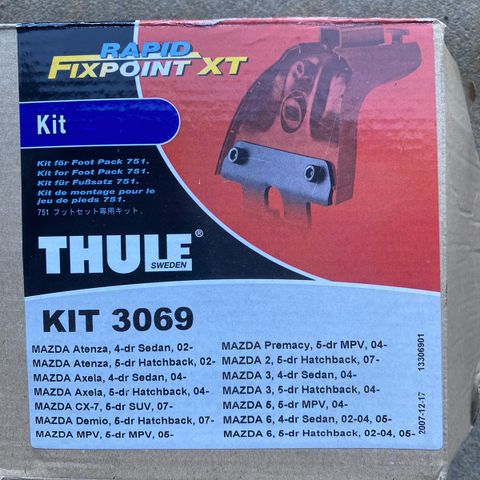 RAPID
FIXPOINT XT
Kit
Kit für Foot Pack 751.
Kit for Foot Pack 751.
Kit für Fußsatz 751.
Kit de montage pour le
jeu de pieds 751.
751 フットセット専用キット。
THULE®
SWEDEN
KIT 3069
MAZDA Atenza, 4-dr Sedan, 02-
MAZDA Atenza, 5-dr Hatchback, 02-
MAZDA Axela, 4-dr Sedan, 04-
MAZDA Axela, 5-dr Hatchback, 04-
MAZDA CX-7, 5-dr SUV, 07-
MAZDA Demio, 5-dr Hatchback, 07-
MAZDA MPV, 5-dr MPV, 05-
MAZDA Premacy, 5-dr MPV, 04-
MAZDA 2, 5-dr Hatchback, 07-
MAZDA 3, 4-dr Sedan, 04-
MAZDA 3, 5-dr Hatchback, 04-
MAZDA 5, 5-dr MPV, 04-
MAZDA 6, 4-dr Sedan, 02-04, 05-
MAZDA 6, 5-dr Hatchback, 02-04, 05-
2007-12-17 13306901